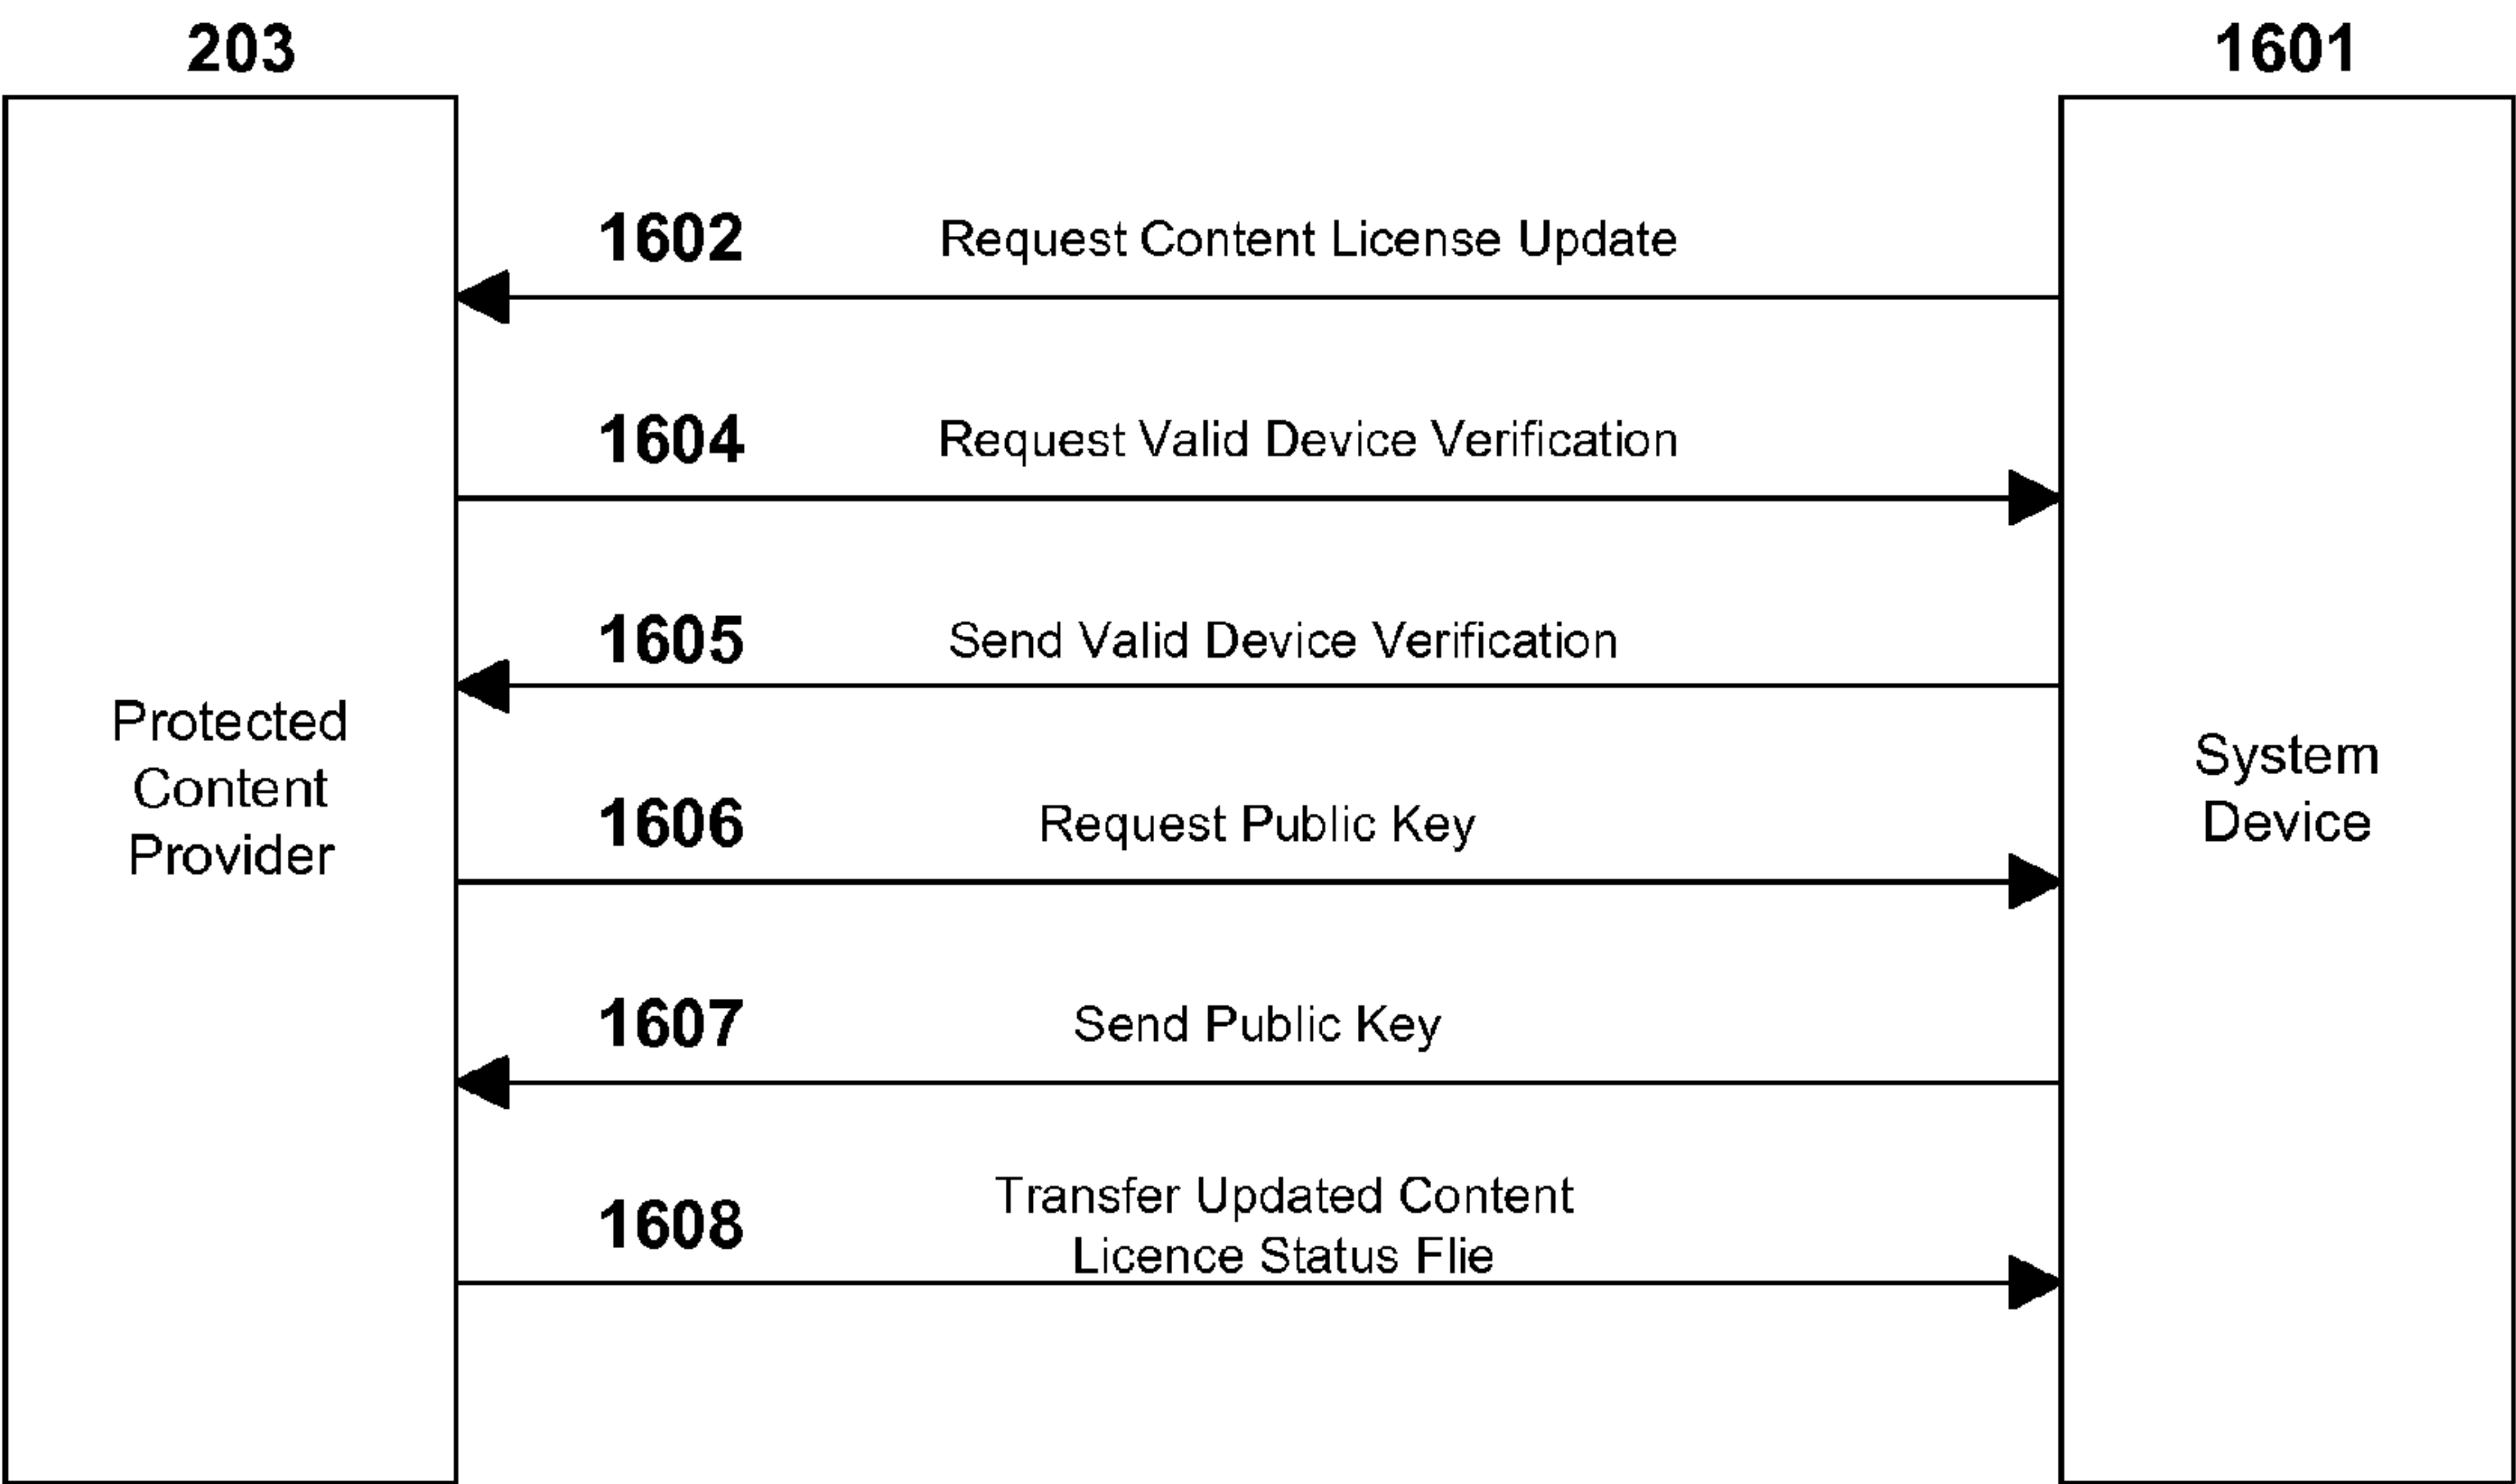 203
1601
1602 Request Content License Update
1604 Request Valid Device Verification
1605 Send Valid Device Verification
Protected
Content
Provider
System
Device
1606 Request Public Key
1607 Send Public Key
1608 Transfer Updated Content
Licence Status Flie